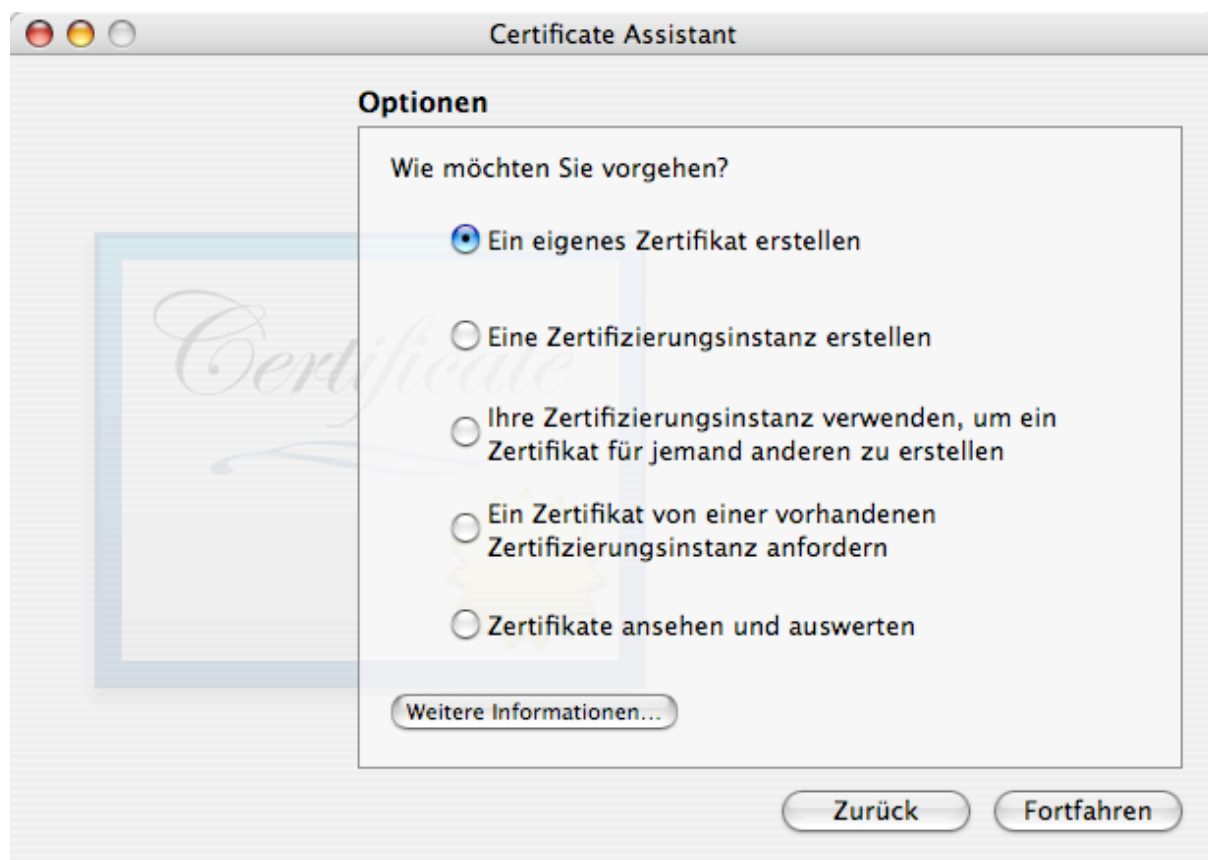 Certificate Assistant
Optionen
Wie möchten Sie vorgehen?
Ein eigenes Zertifikat erstellen
Eine Zertifizierungsinstanz erstellen
Ihre Zertifizierungsinstanz verwenden, um ein
Zertifikat für jemand anderen zu erstellen
Ein Zertifikat von einer vorhandenen
Zertifizierungsinstanz anfordern
Zertifikate ansehen und auswerten
Certificate
Weitere Informationen...
Zurück
Fortfahren